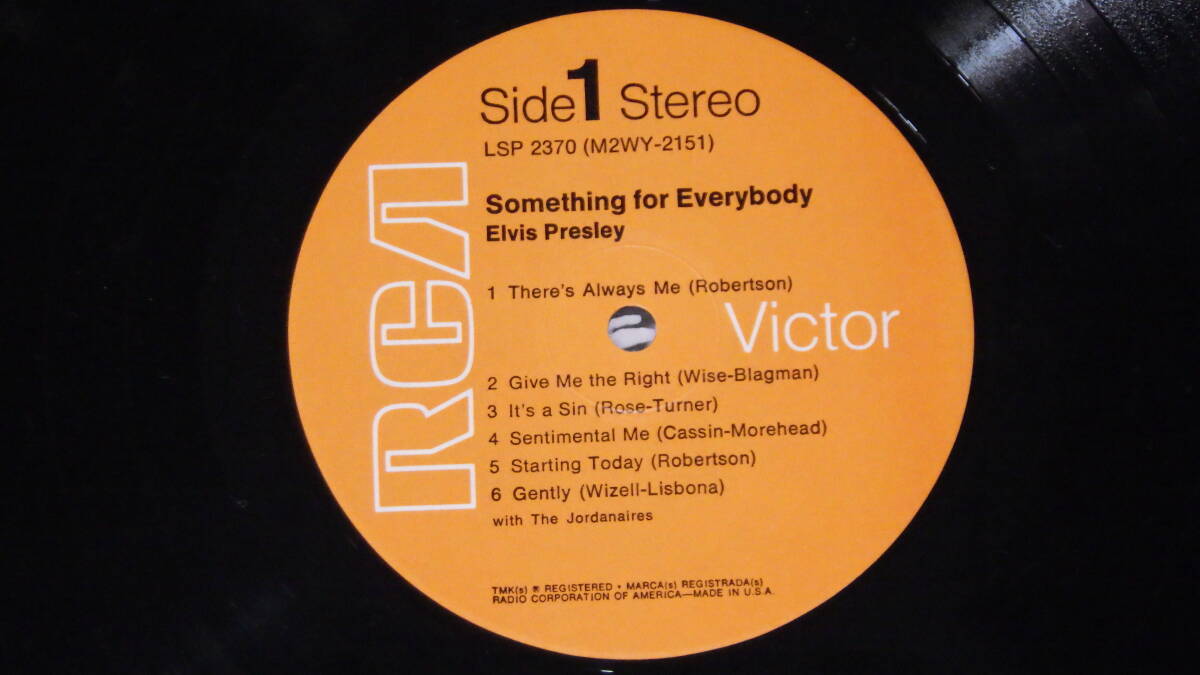 Side 1 Stereo
LSP 2370 (M2WY-2151)
Something for Everybody
Elvis Presley
1 There's Always Me (Robertson)
RCA
Victor
2 Give Me the Right (Wise-Blagman)
3 It's a Sin (Rose-Turner)
4 Sentimental Me (Cassin-Morehead)
5 Starting Today (Robertson)
6 Gently (Wizell-Lisbona)
with The Jordanaires
TMK(s) ® REGISTERED • MARCA(s) REGISTRADA(s)
RADIO CORPORATION OF AMERICA—MADE IN U.S.A.